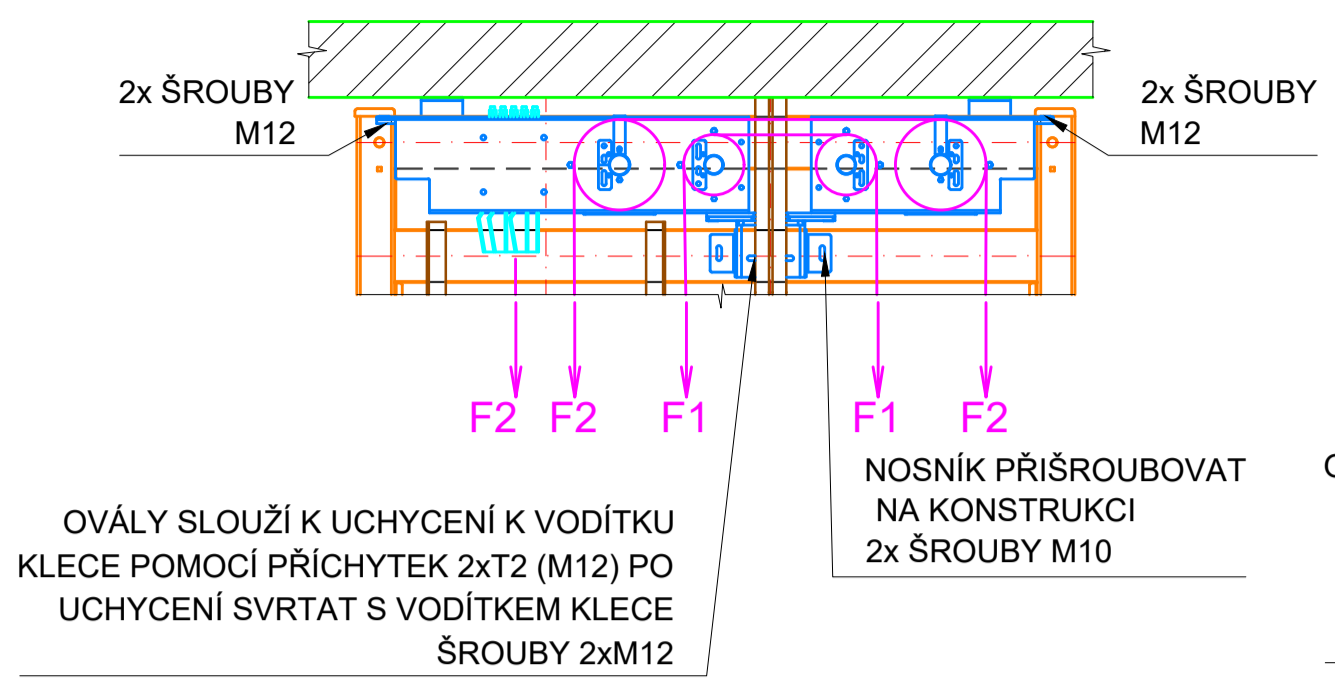 2x ŠROUBY
M12
2x ŠROUBY
M12
F2
F2
F1
F1
F2
NOSNÍK PŘIŠROUBOVAT
NA KONSTRUKCI
2x ŠROUBY M10
OVÁLY SLOUŽÍ K UCHYCENÍ K VODÍTKU
KLECE POMOCÍ PŘÍCHYTEK 2xT2 (M12) PO
UCHYCENÍ SVRTAT S VODÍTKEM KLECE
ŠROUBY 2xM12